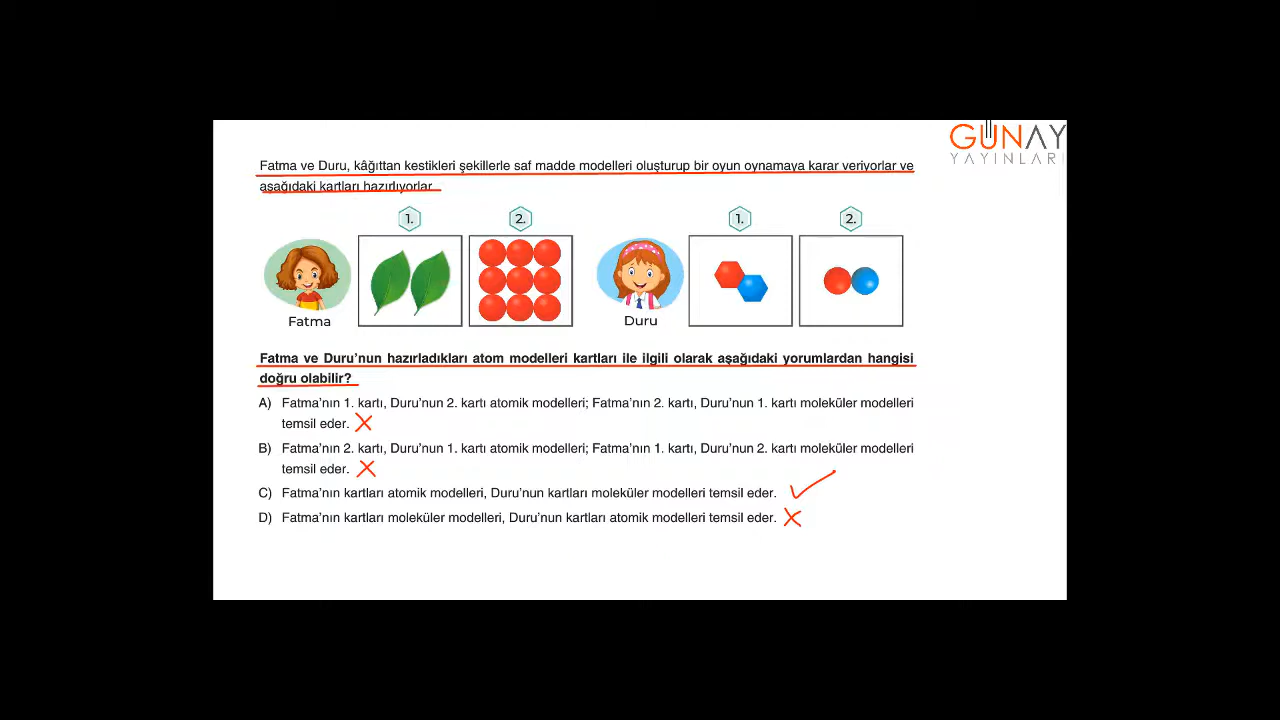 GÜNAY
YAYINLARI
Fatma ve Duru, kâğıttan kestikleri şekillerle saf madde modelleri oluşturup bir oyun oynamaya karar veriyorlar ve
aşağıdaki kartları hazırlıyorlar.
1. 2. 1. 2.
Fatma Duru
Fatma ve Duru’nun hazırladıkları atom modelleri kartları ile ilgili olarak aşağıdaki yorumlardan hangisi
doğru olabilir?
A) Fatma’nın 1. kartı, Duru’nun 2. kartı atomik modelleri; Fatma’nın 2. kartı, Duru’nun 1. kartı moleküler modelleri
temsil eder.
B) Fatma’nın 2. kartı, Duru’nun 1. kartı atomik modelleri; Fatma’nın 1. kartı, Duru’nun 2. kartı moleküler modelleri
temsil eder.
C) Fatma’nın kartları atomik modelleri, Duru’nun kartları moleküler modelleri temsil eder.
D) Fatma’nın kartları moleküler modelleri, Duru’nun kartları atomik modelleri temsil eder.